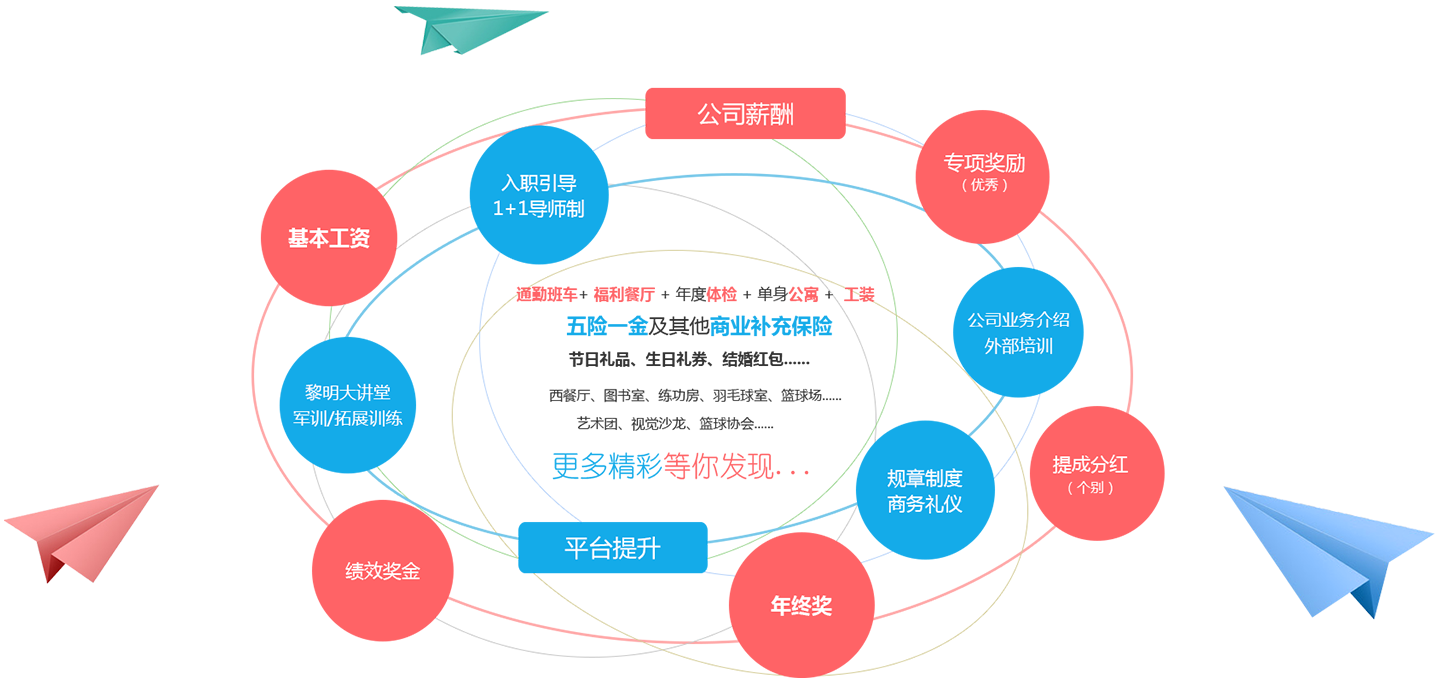 公司薪酬
专项奖励
（优秀）
入职引导
1+1导师制
基本工资
通勤班车+ 福利餐厅 + 年度体检 + 单身公寓 + 工装
五险一金及其他商业补充保险
节日礼品、生日礼券、结婚红包......
西餐厅、图书室、练功房、羽毛球室、篮球场......
艺术团、视觉沙龙、篮球协会......
更多精彩等你发现...
公司业务介绍
外部培训
黎明大讲堂
军训/拓展训练
提成分红
（个别）
规章制度
商务礼仪
平台提升
绩效奖金
年终奖